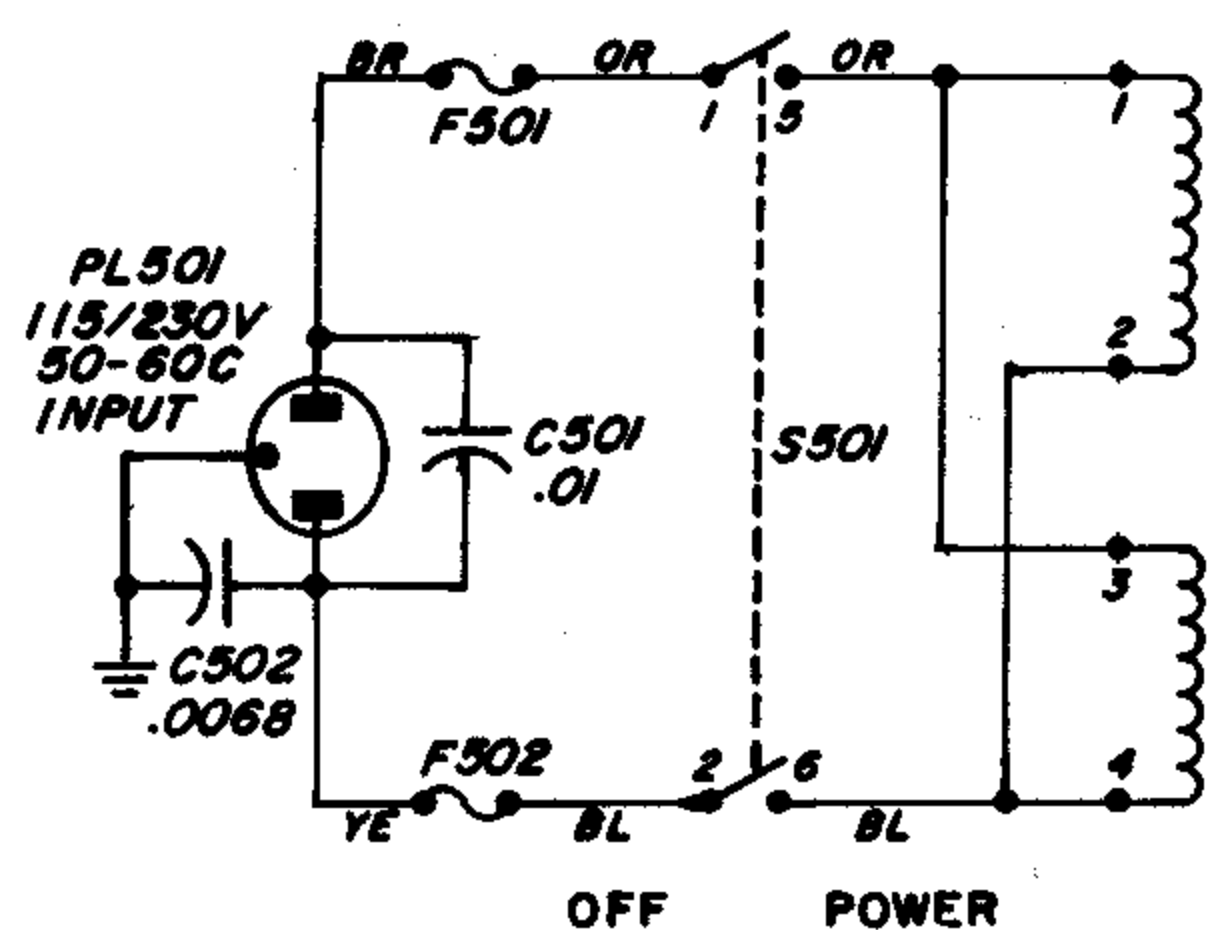 BR
OR
OR
F501
1
5
1
PL501
115/230V
50-60C
INPUT
2
C501
.01
S501
3
C502
.0068
F502
2
6
4
YE
BL
BL
OFF
POWER